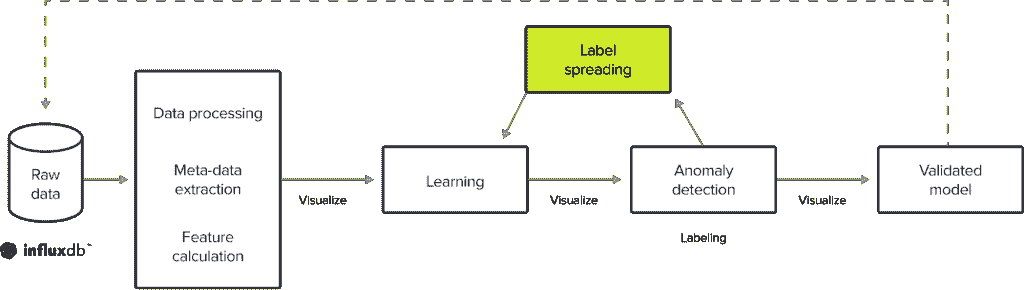 Label
spreading
Data processing
Raw
data
Meta-data
extraction
Visualize
Learning
Visualize
Anomaly
detection
Visualize
Validated
model
Labeling
influxdb™
Feature
calculation